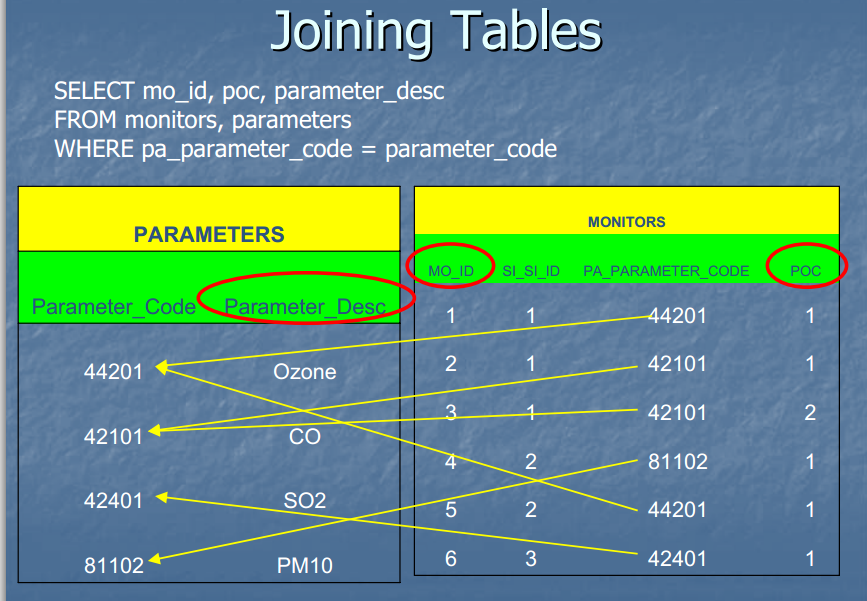 Joining Tables
SELECT mo_id, poc, parameter_desc
FROM monitors, parameters
WHERE pa_parameter_code = parameter_code
PARAMETERS
Parameter_Code Parameter_Desc
44201 Ozone
42101 CO
42401 SO2
81102 PM10
MONITORS
MO_ID SI_SI_ID PA_PARAMETER_CODE POC
1 1 44201 1
2 1 42101 1
3 1 42101 2
4 2 81102 1
5 2 44201 1
6 3 42401 1